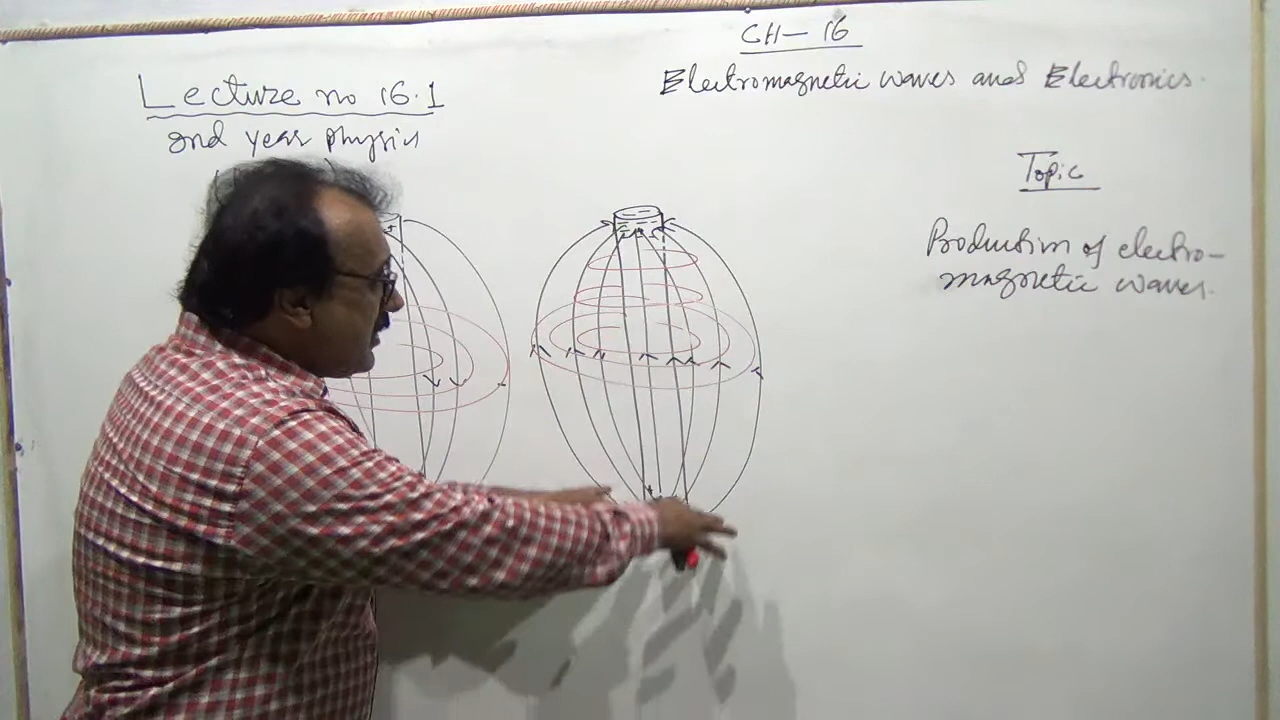 CH- 16
Electromagnetic waves and Electronics.
Lecture no 16.1
2nd year physics
Topic
Production of electro-
magnetic waves.